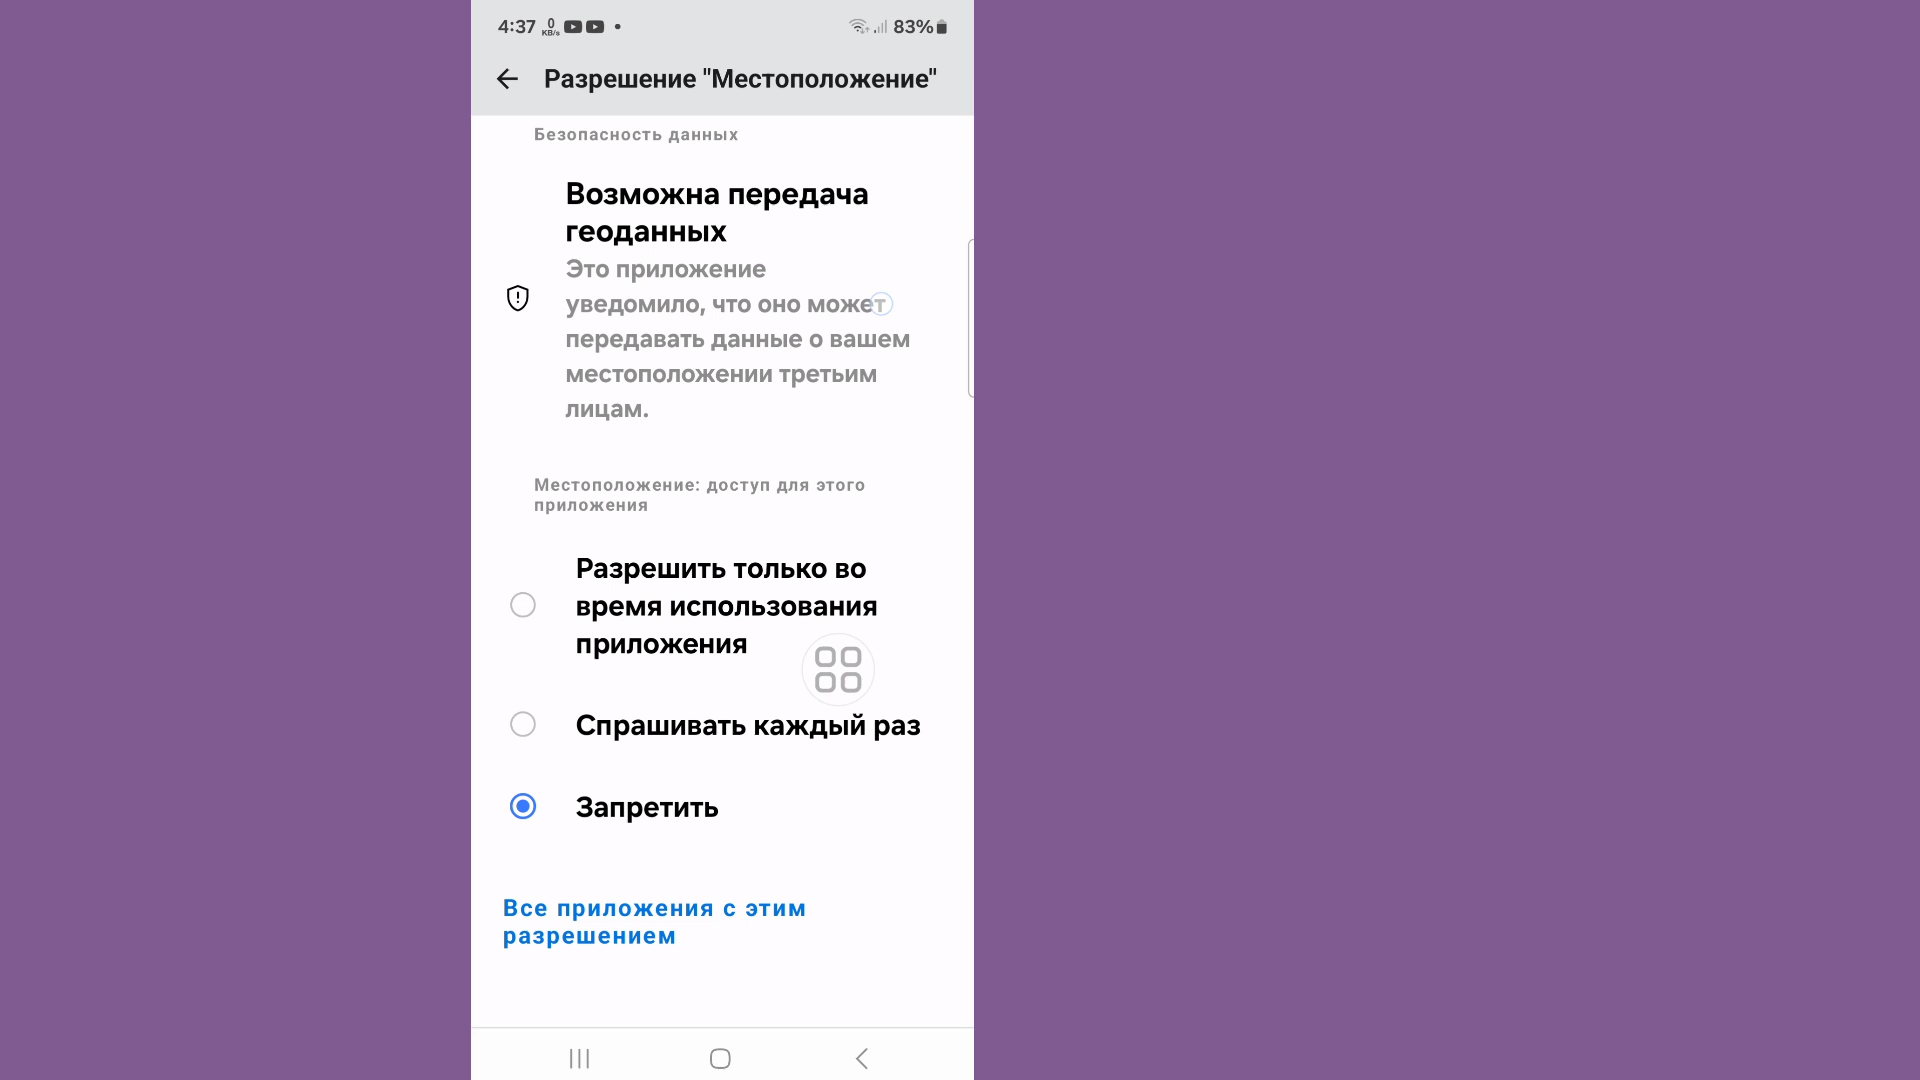 4:37 0 KB/s 83%
Разрешение "Местоположение"
Безопасность данных
Возможна передача
геоданных
Это приложение
уведомило, что оно может
передавать данные о вашем
местоположении третьим
лицам.
Местоположение: доступ для этого
приложения
Разрешить только во
время использования
приложения
Спрашивать каждый раз
Запретить
Все приложения с этим
разрешением